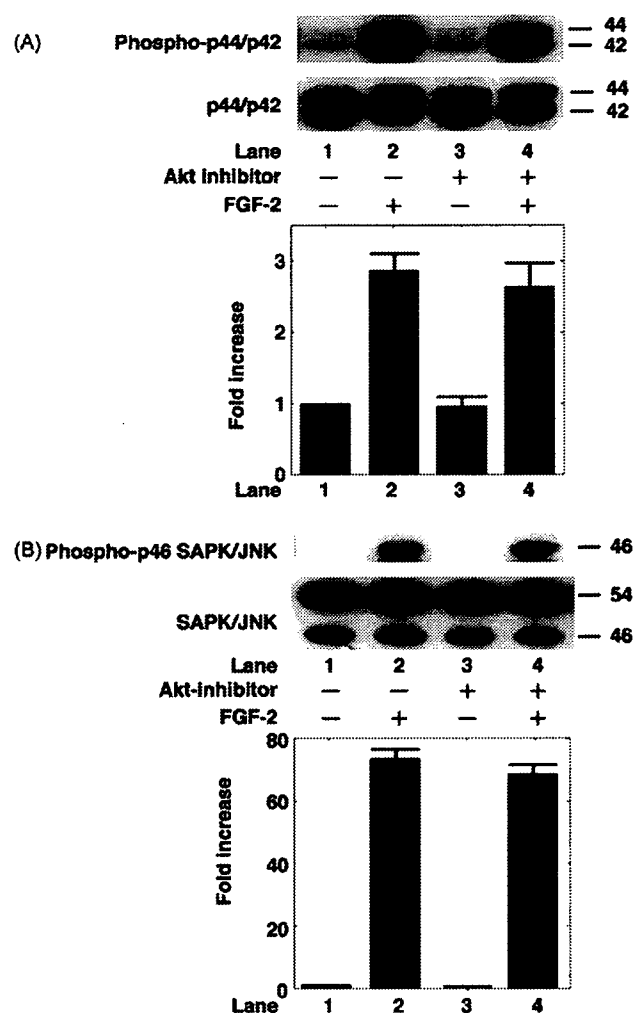 (A) Phospho-p44/p42 — 44
— 42
p44/p42 — 44
— 42
Lane 1 2 3 4
Akt inhibitor — — + +
FGF-2 — + — +
3
2
1
0
Fold increase
Lane 1 2 3 4
(B) Phospho-p46 SAPK/JNK — 46
SAPK/JNK — 54
— 46
Lane 1 2 3 4
Akt-inhibitor — — + +
FGF-2 — + — +
80
60
40
20
0
Fold increase
Lane 1 2 3 4